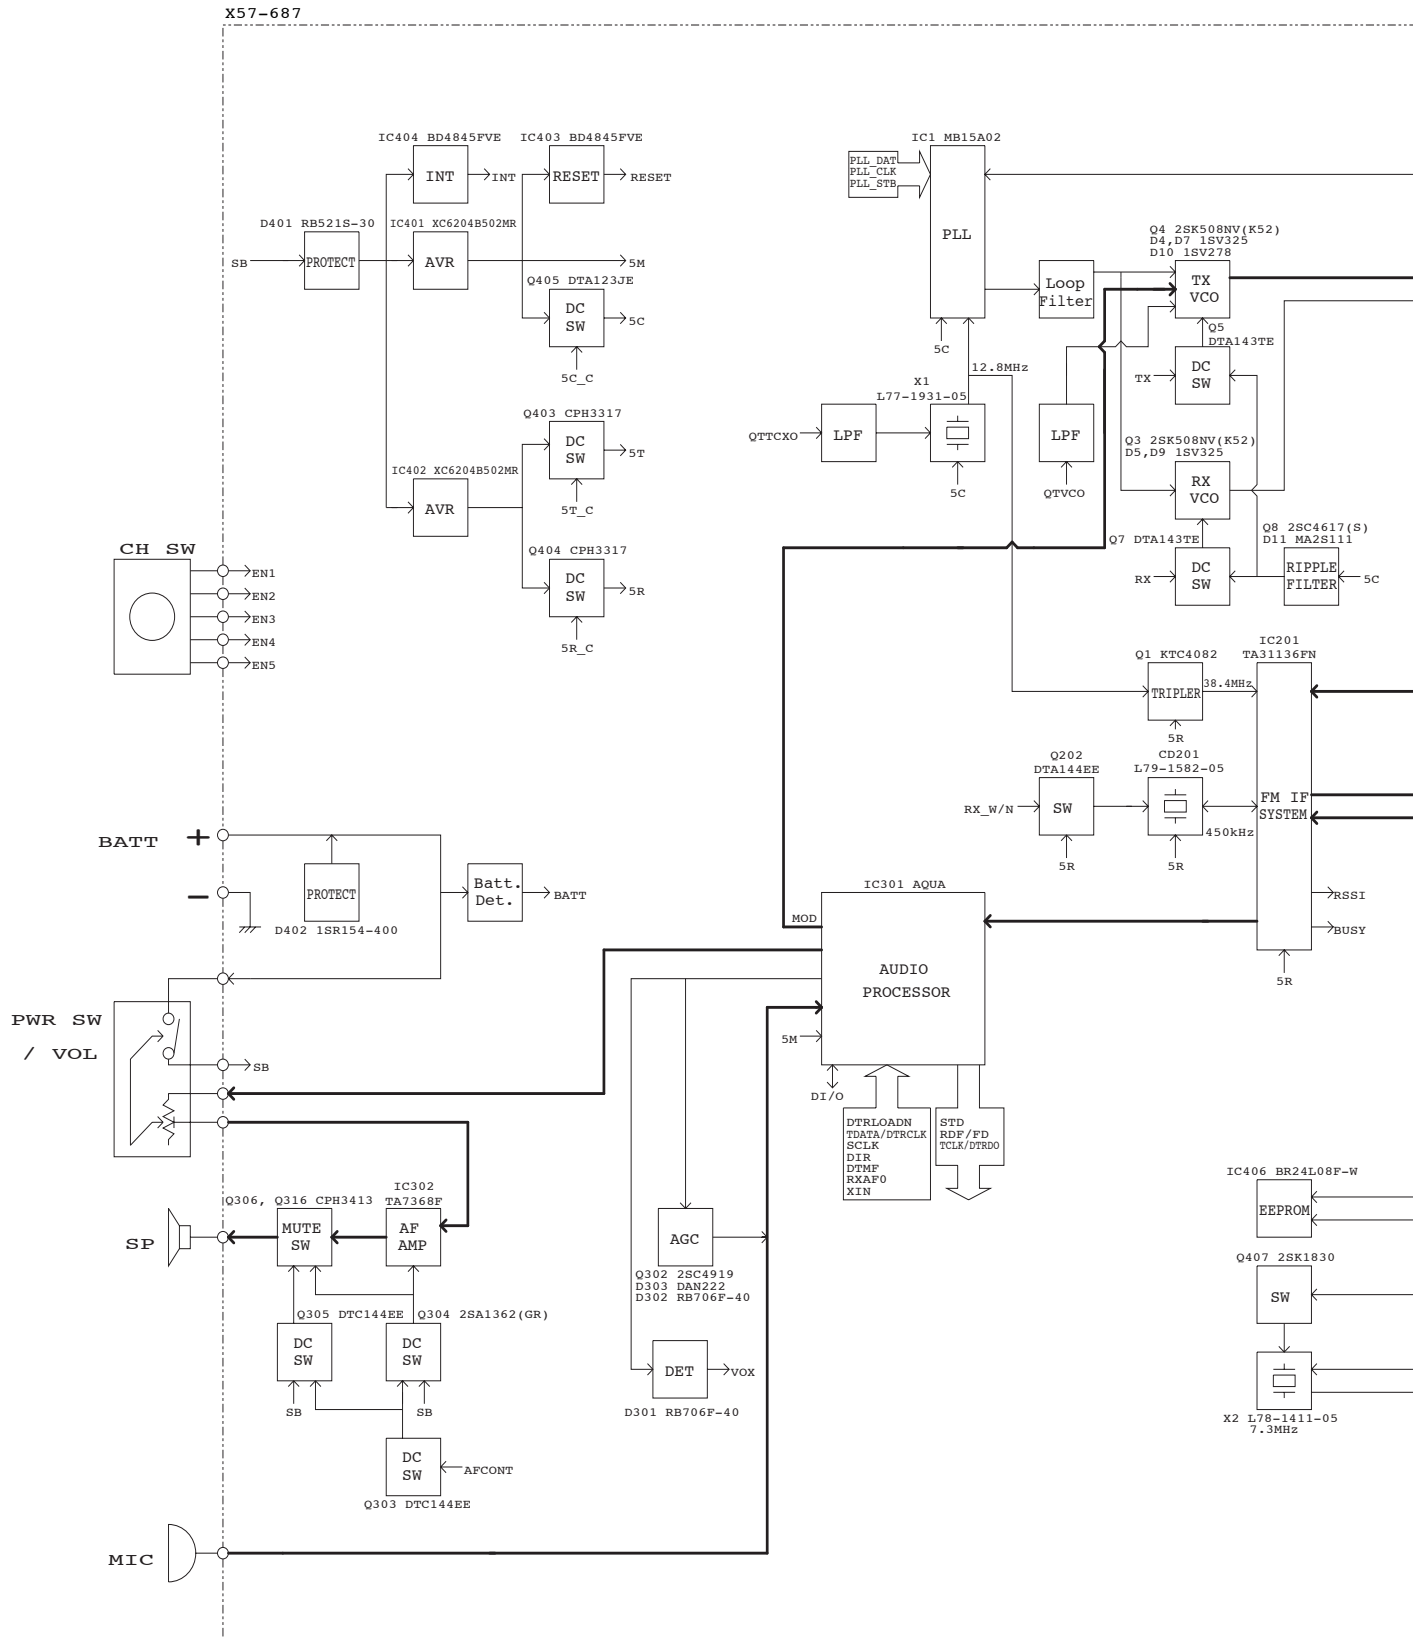 X57-687
IC404 BD4845FVE
IC403 BD4845FVE
INT
INT
RESET
RESET
D401 RB521S-30
IC401 XC6204B502MR
SB
PROTECT
AVR
5M
Q405 DTA123JE
DC
SW
5C
5C_C
Q403 CPH3317
DC
SW
5T
5T_C
IC402 XC6204B502MR
AVR
Q404 CPH3317
DC
SW
5R
5R_C
CH SW
EN1
EN2
EN3
EN4
EN5
IC1 MB15A02
PLL_DAT
PLL_CLK
PLL_STB
PLL
Loop
Filter
Q4 2SK508NV(K52)
D4,D7 1SV325
D10 1SV278
TX
VCO
Q5
DTA143TE
TX
DC
SW
5C
12.8MHz
X1
L77-1931-05
QTTCXO
LPF
5C
LPF
QTVCO
Q3 2SK508NV(K52)
D5,D9 1SV325
RX
VCO
Q7 DTA143TE
RX
DC
SW
Q8 2SC4617(S)
D11 MA2S111
RIPPLE
FILTER
5C
Q1 KTC4082
TRIPLER
38.4MHz
5R
IC201
TA31136FN
FM IF
SYSTEM
Q202
DTA144EE
RX_W/N
SW
5R
CD201
L79-1582-05
450kHz
5R
RSSI
BUSY
5R
BATT
+
-
PROTECT
D402 1SR154-400
Batt.
Det.
BATT
PWR SW
/ VOL
SB
IC301 AQUA
MOD
AUDIO
PROCESSOR
5M
DI/O
DTRLOADN
TDATA/DTRCLK
SCLK
DIR
DTMF
RXAFO
XIN
STD
RDF/FD
TCLK/DTRDO
Q306, Q316 CPH3413
MUTE
SW
IC302
TA7368F
AF
AMP
SP
Q305 DTC144EE
DC
SW
SB
Q304 2SA1362(GR)
DC
SW
SB
DC
SW
AFCONT
Q303 DTC144EE
AGC
Q302 2SC4919
D303 DAN222
D302 RB706F-40
DET
VOX
D301 RB706F-40
IC406 BR24L08F-W
EEPROM
Q407 2SK1830
SW
X2 L78-1411-05
7.3MHz
MIC